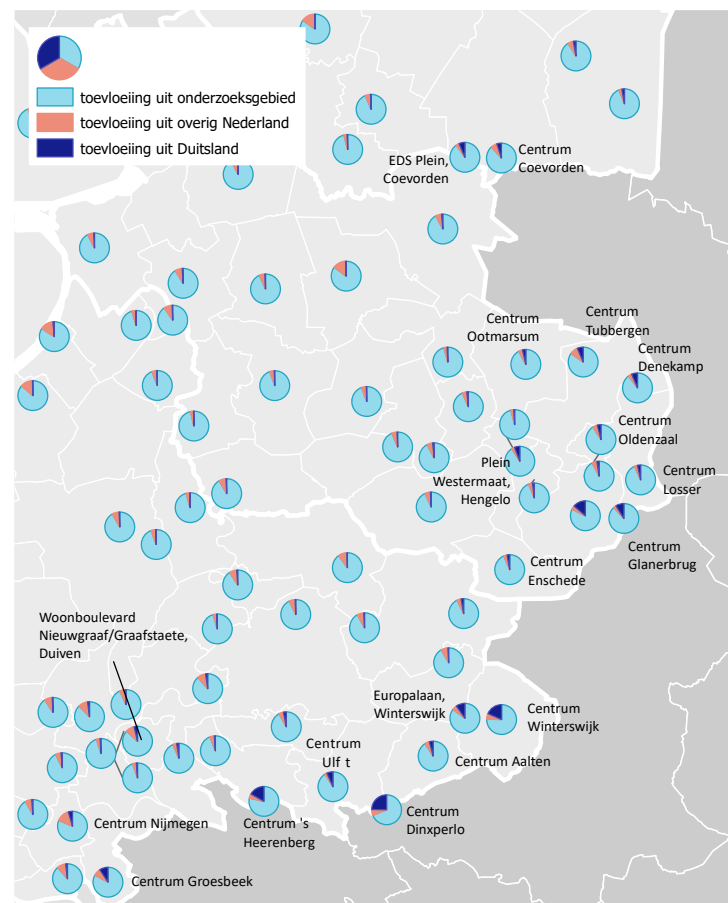 toevloeiing uit onderzoeksgebied
toevloeiing uit overig Nederland
toevloeiing uit Duitsland
EDS Plein,
Coevorden
Centrum
Coevorden
Centrum
Ootmarsum
Centrum
Tubbergen
Centrum
Denekamp
Centrum
Oldenzaal
Plein
Westermaat,
Hengelo
Centrum
Losser
Centrum
Glanerbrug
Centrum
Enschede
Woonboulevard
Nieuwgraaf/Graafstaete,
Duiven
Europalaan,
Winterswijk
Centrum
Winterswijk
Centrum
Ulf t
Centrum Aalten
Centrum 's
Heerenberg
Centrum
Dinxperlo
Centrum Nijmegen
Centrum Groesbeek